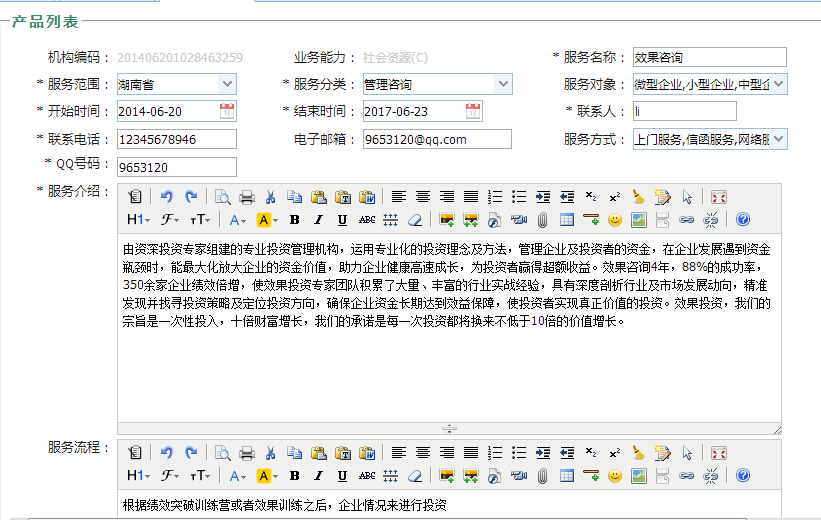 产品列表
机构编码： 201406201028463259 业务能力： 社会资源(C) * 服务名称： 效果咨询
* 服务范围： 湖南省 * 服务分类： 管理咨询 服务对象： 微型企业,小型企业,中型企
* 开始时间： 2014-06-20 * 结束时间： 2017-06-23 * 联系人： li
* 联系电话： 12345678946 电子邮箱： 9653120@qq.com 服务方式： 上门服务,信函服务,网络服
* QQ号码： 9653120
* 服务介绍：
H1 F TT A A B I U ABC
由资深投资专家组建的专业投资管理机构，运用专业化的投资理念及方法，管理企业及投资者的资金，在企业发展遇到资金
瓶颈时，能最大化放大企业的资金价值，助力企业健康高速成长，为投资者赢得超额收益。效果咨询4年，88%的成功率，
350余家企业绩效倍增，使效果投资专家团队积累了大量、丰富的行业实战经验，具有深度剖析行业及市场发展动向，精准
发现并找寻投资策略及定位投资方向，确保企业资金长期达到效益保障，使投资者实现真正价值的投资。效果投资，我们的
宗旨是一次性投入，十倍财富增长，我们的承诺是每一次投资都将换来不低于10倍的价值增长。
服务流程：
H1 F TT A A B I U ABC
根据绩效突破训练营或者效果训练之后，企业情况来进行投资